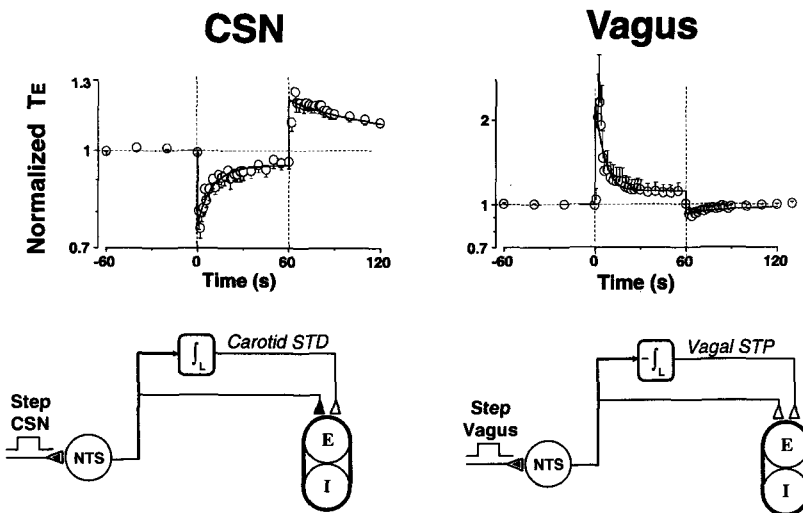 CSN
Vagus
Normalized TE
1.3
1
0.7
-60
0
60
120
Time (s)
2
1
0.7
-60
0
60
120
Time (s)
∫L
Carotid STD
Step
CSN
NTS
E
I
-∫L
Vagal STP
Step
Vagus
NTS
E
I